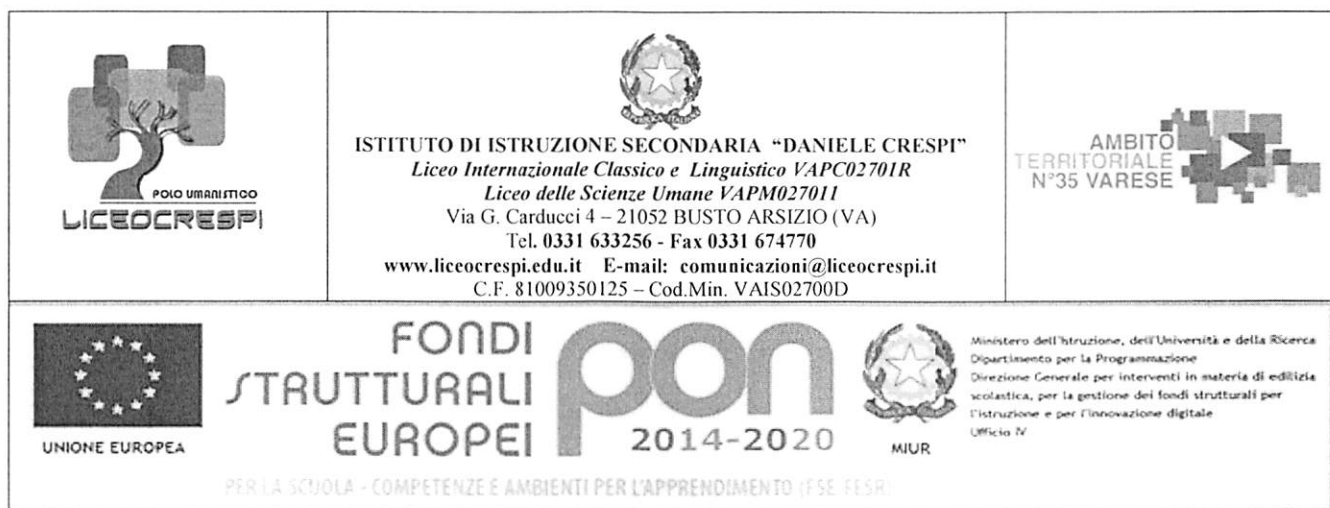 POLO UMANISTICO
LICEOCRESPI
ISTITUTO DI ISTRUZIONE SECONDARIA “DANIELE CRESPI”
Liceo Internazionale Classico e Linguistico VAPC02701R
Liceo delle Scienze Umane VAPM027011
Via G. Carducci 4 – 21052 BUSTO ARSIZIO (VA)
Tel. 0331 633256 - Fax 0331 674770
www.liceocrespi.edu.it E-mail: comunicazioni@liceocrespi.it
C.F. 81009350125 – Cod.Min. VAIS02700D
AMBITO
TERRITORIALE
N°35 VARESE
UNIONE EUROPEA
FONDI
STRUTTURALI
EUROPEI
pon
2014-2020
MIUR
Ministero dell'Istruzione, dell'Università e della Ricerca
Dipartimento per la Programmazione
Direzione Generale per interventi in materia di edilizia
scolastica, per la gestione dei fondi strutturali per
l'istruzione e per l'innovazione digitale
Ufficio IV
PER LA SCUOLA - COMPETENZE E AMBIENTI PER L'APPRENDIMENTO (FSE-FESR)